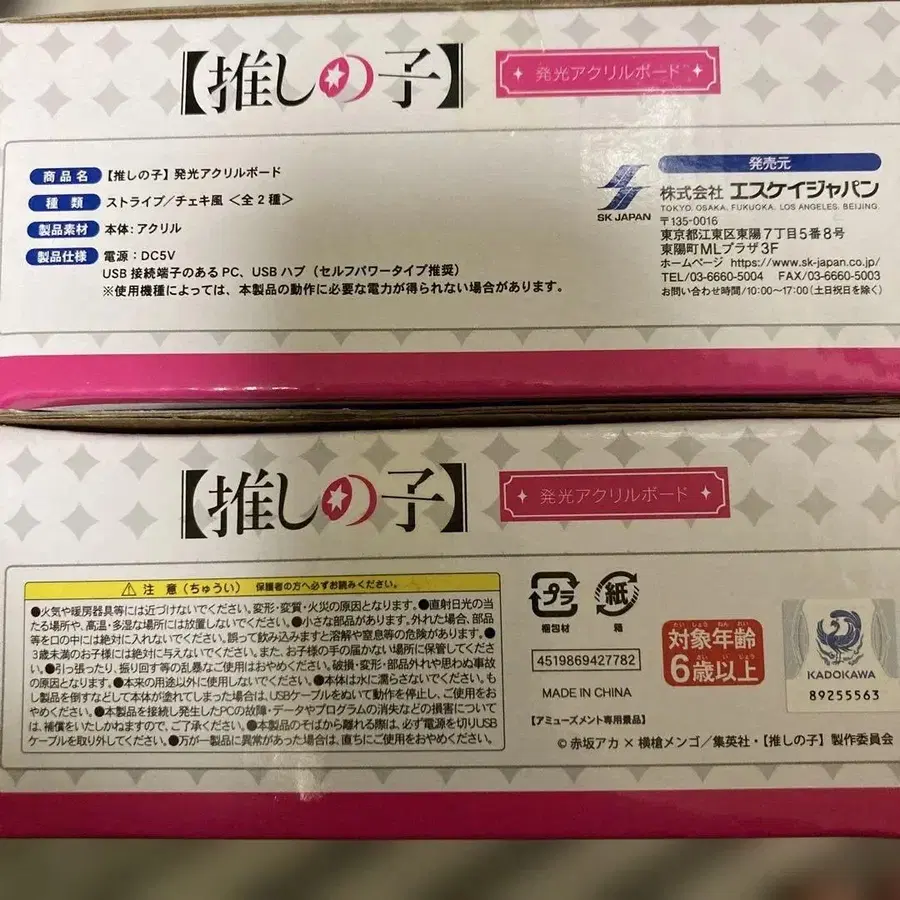 【推しの子】
発光アクリルボード
商品名 【推しの子】発光アクリルボード
種類 ストライプ/チェキ風 <全2種>
製品素材 本体:アクリル
製品仕様 電源:DC5V
USB接続端子のあるPC、USBハブ(セルフパワータイプ推奨)
※使用機種によっては、本製品の動作に必要な電力が得られない場合があります。
発売元
SK JAPAN
株式会社 エスケイジャパン
TOKYO. OSAKA. FUKUOKA. LOS ANGELES. BEIJING.
〒135-0016
東京都江東区東陽7丁目5番8号
東陽町MLプラザ3F
ホームページ https://www.sk-japan.co.jp/
TEL/03-6660-5004 FAX/03-6660-5003
お問い合わせ時間/10:00~17:00(土日祝日を除く)
【推しの子】
発光アクリルボード
注意(ちゅうい) 保護者の方へ必ずお読みください。
●火気や暖房器具等には近づけないでください。変形・変質・火災の原因となります。●直射日光の当
たる場所や、高温・多湿な場所には放置しないでください。●小さな部品があります。外れた場合、部品
等を口の中には絶対に入れないでください。誤って飲み込みますと溶解や窒息等の危険があります。●
3歳未満のお子様には絶対に与えないでください。また、お子様の手の届かない場所に保管してくださ
い。●引っ張ったり、振り回す等の乱暴なご使用はおやめください。破損・変形・部品外れや思わぬ事故
の原因となります。●本来の用途以外に使用しないでください。●本体は水に濡らさないでください。も
し製品を倒すなどして本体が塗れてしまった場合は、USBケーブルをぬいて動作を停止し、ご使用をお
やめください。●本製品を接続し発生したPCの故障・データやプログラムの消失などの損害について
は、補償をいたしかねますので、ご了承ください。●本製品のそばから離れる際は、必ず電源を切りUSB
ケーブルを取り外してください。●万が一製品に異常があった場合は、直ちにご使用をおやめください。
プラ
梱包材
紙
箱
4519869427782
MADE IN CHINA
【アミューズメント専用景品】
たいしょうねんれい
対象年齢
さい いじょう
6歳以上
KADOKAWA
89255563
©赤坂アカ×横槍メンゴ/集英社・【推しの子】製作委員会